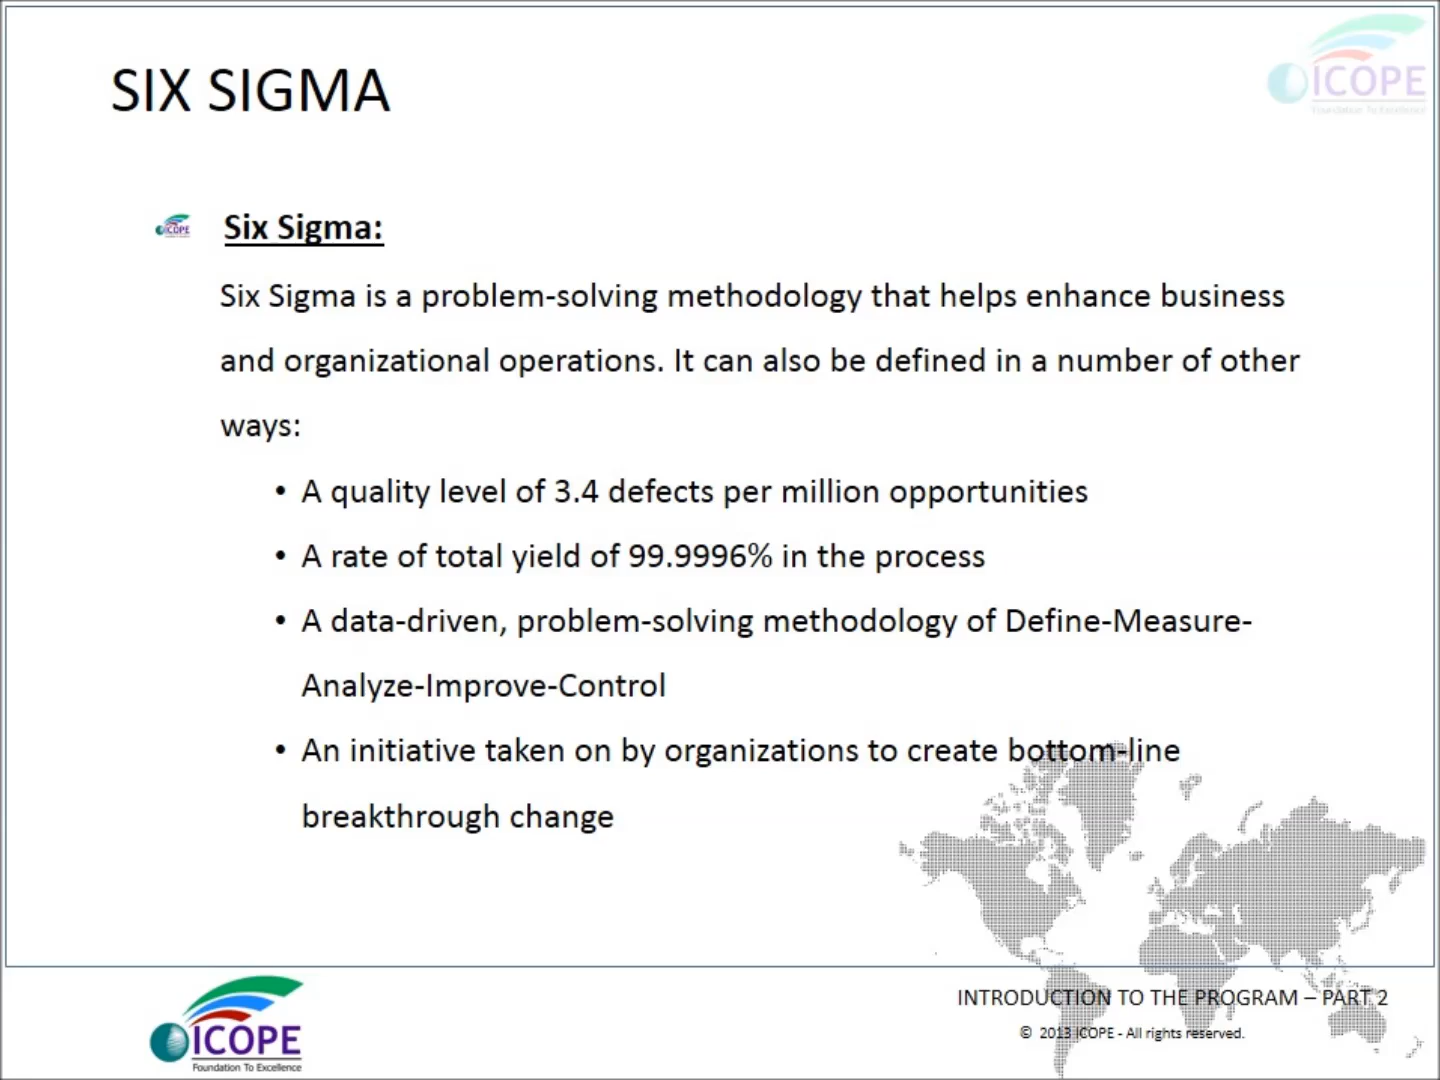 SIX SIGMA
ICOPE
Foundation To Excellence
ICOPE
Six Sigma:
Six Sigma is a problem-solving methodology that helps enhance business
and organizational operations. It can also be defined in a number of other
ways:
• A quality level of 3.4 defects per million opportunities
• A rate of total yield of 99.9996% in the process
• A data-driven, problem-solving methodology of Define-Measure-
Analyze-Improve-Control
• An initiative taken on by organizations to create bottom-line
breakthrough change
ICOPE
Foundation To Excellence
INTRODUCTION TO THE PROGRAM – PART 2
© 2013 ICOPE - All rights reserved.